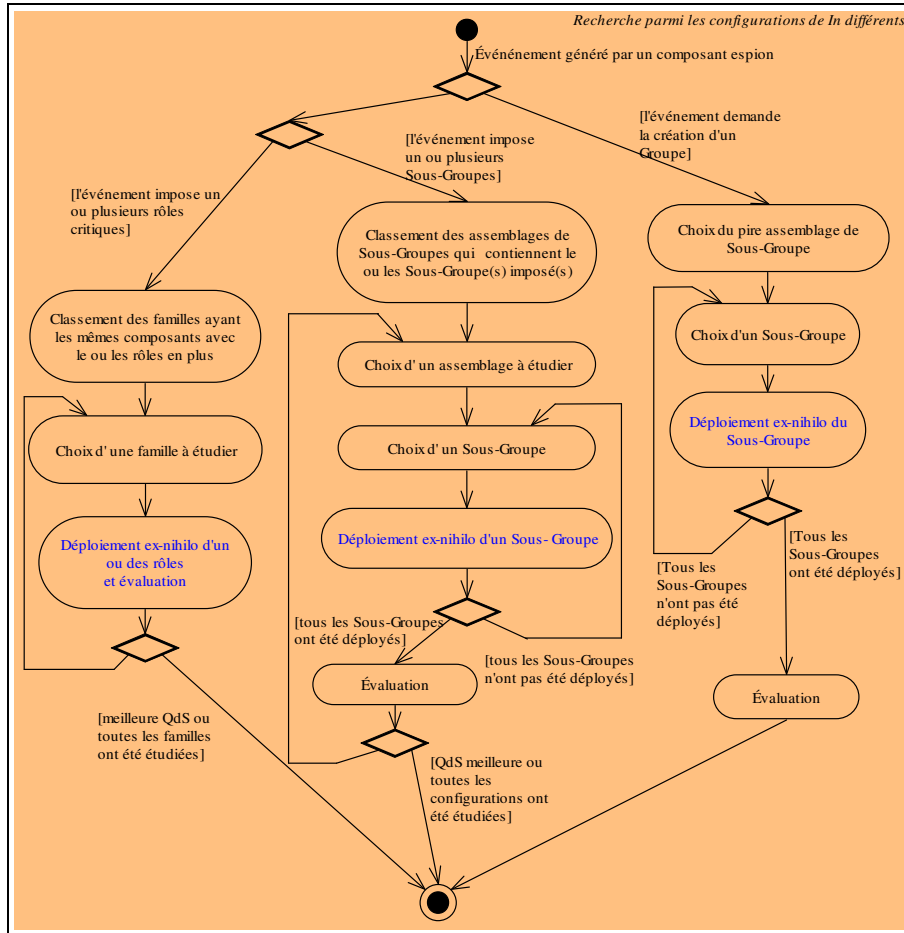 Recherche parmi les configurations de In différents
Événénement généré par un composant espion
[l'événement demande
la création d'un
Groupe]
[l'événement impose
un ou plusieurs
Sous-Groupes]
[l'événement impose un
ou plusieurs rôles
critiques]
Classement des assemblages de
Sous-Groupes qui contiennent le
ou les Sous-Groupe(s) imposé(s)
Choix du pire assemblage de
Sous-Groupe
Classement des familles ayant
les mêmes composants avec
le ou les rôles en plus
Choix d'un Sous-Groupe
Choix d' un assemblage à étudier
Déploiement ex-nihilo du
Sous-Groupe
Choix d' une famille à étudier
Choix d' un Sous-Groupe
Déploiement ex-nihilo d'un
ou des rôles
et évaluation
Déploiement ex-nihilo d'un Sous- Groupe
[Tous les
Sous-Groupes
ont été déployés]
[Tous les
Sous-Groupes
n'ont pas été
déployés]
[tous les Sous-Groupes
ont été déployés]
[tous les Sous-Groupes
n'ont pas été déployés]
Évaluation
Évaluation
[meilleure QdS ou
toutes les familles
ont été étudiées]
[QdS meilleure ou
toutes les
configurations ont
été étudiées]